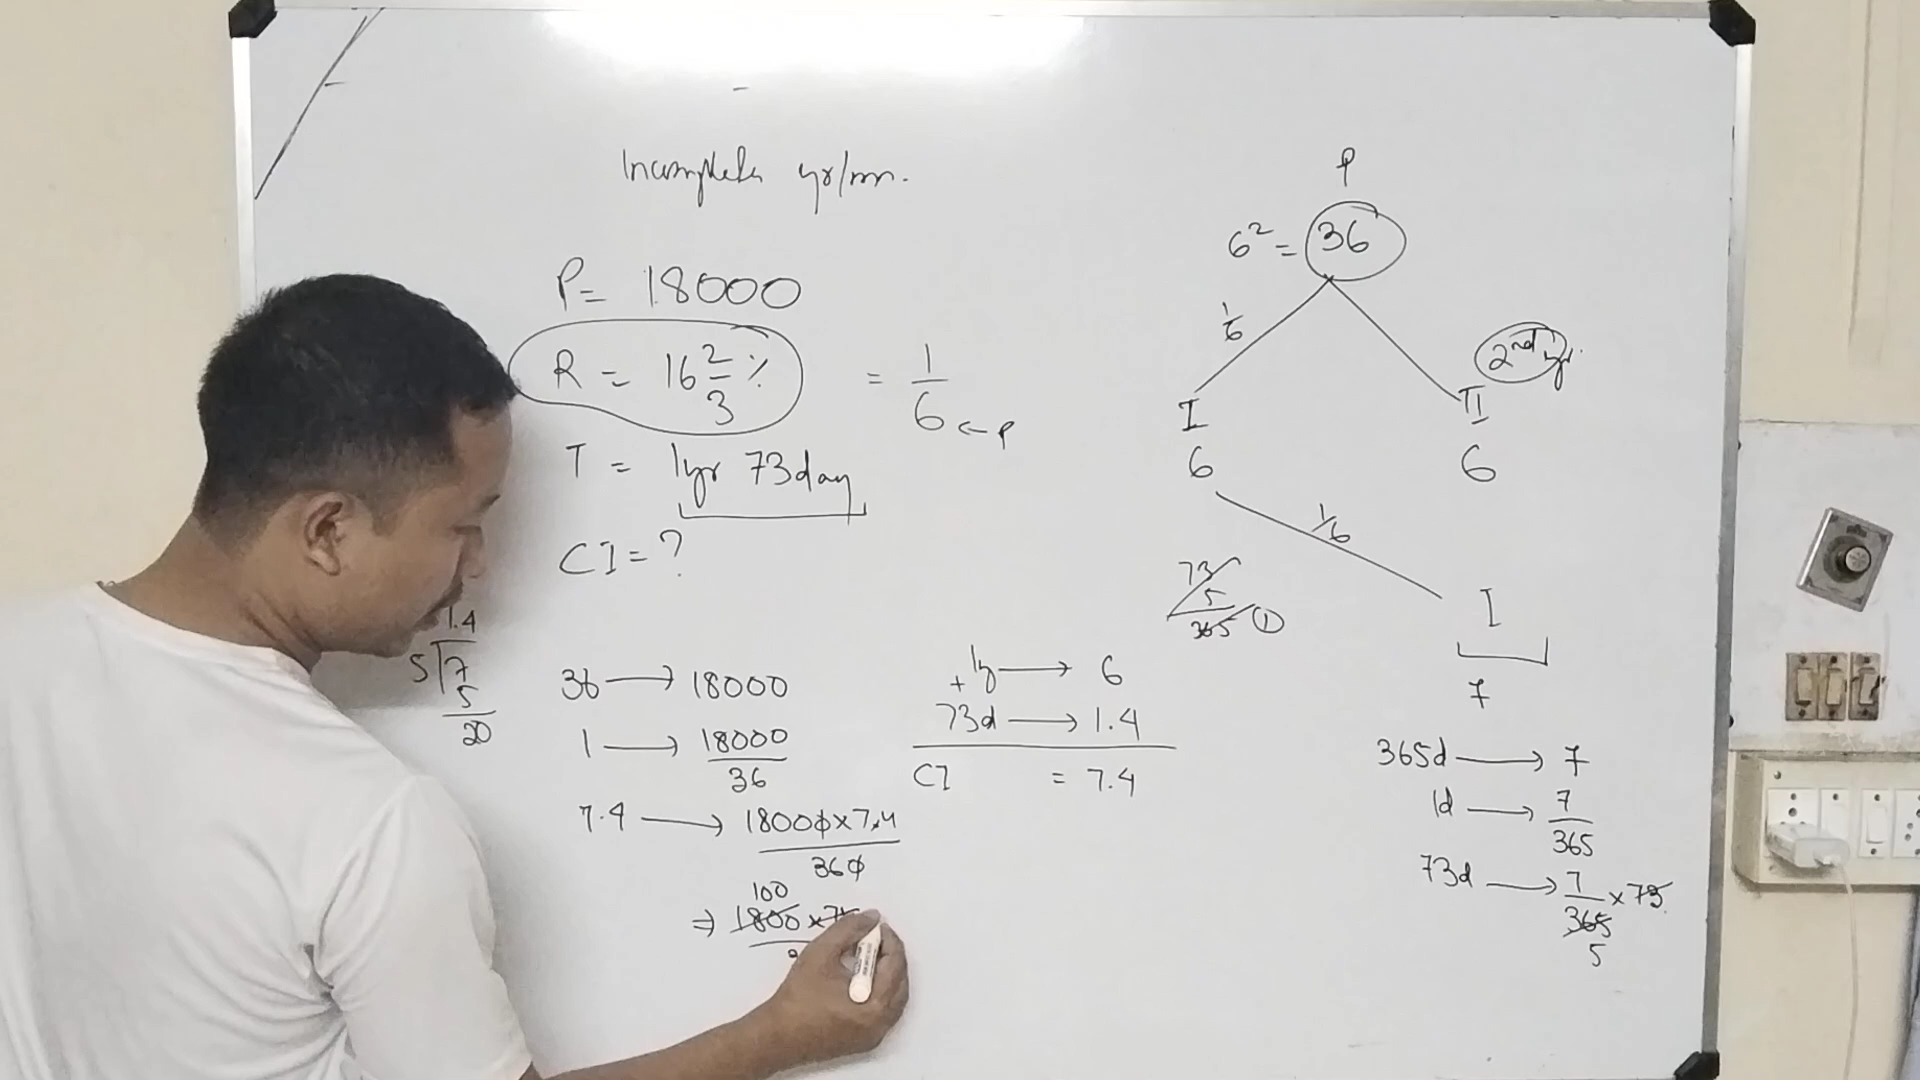 Incomplete yr/mn.
P = 18000
R = 16 2/3 % = 1/6 ← P
T = 1yr 73day
CI = ?
1.4
5 7
5
20
36 → 18000
1 → 18000/36
7.4 → 18000 x 7.4 / 360
100
⇒ 1800 x
1y → 6
+ 73d → 1.4
CI = 7.4
P
6² = 36
1/6
2nd yr.
I II
6 6
1/6
73
5
365 1
I
7
365d → 7
1d → 7/365
73d → 7/365 x 73
5